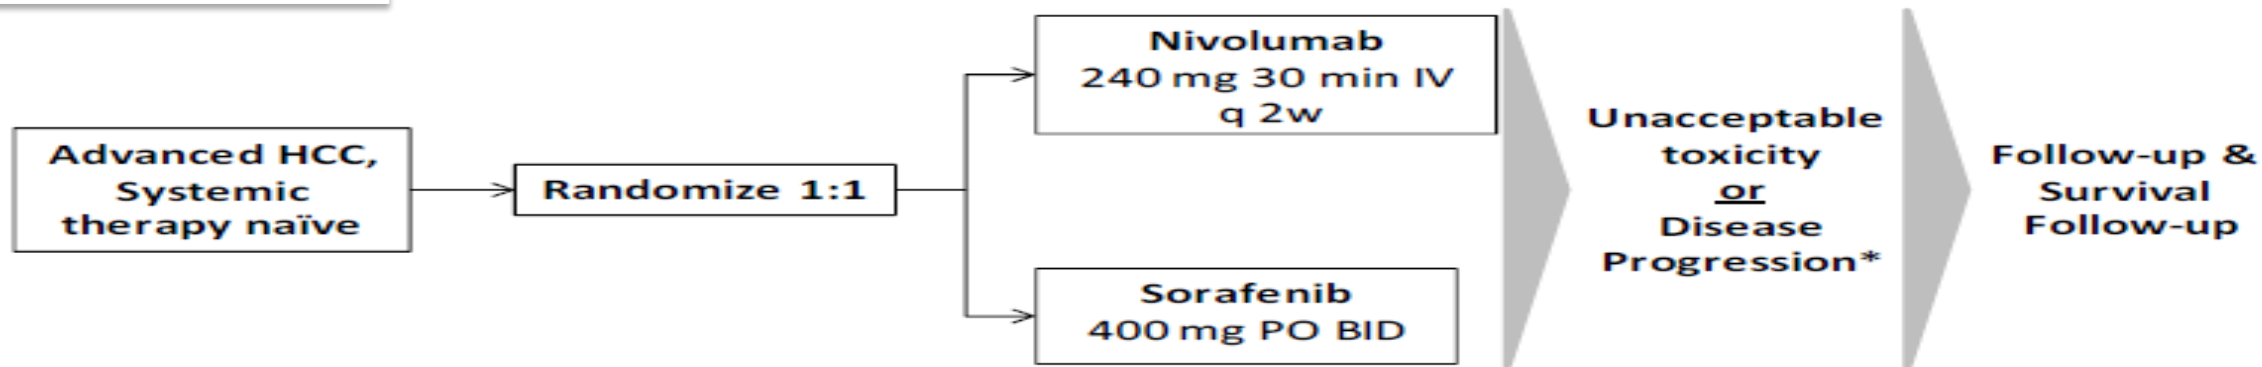 Advanced HCC,
Systemic
therapy naïve
Randomize 1:1
Nivolumab
240 mg 30 min IV
q 2w
Sorafenib
400 mg PO BID
Unacceptable
toxicity
or
Disease
Progression*
Follow-up &
Survival
Follow-up